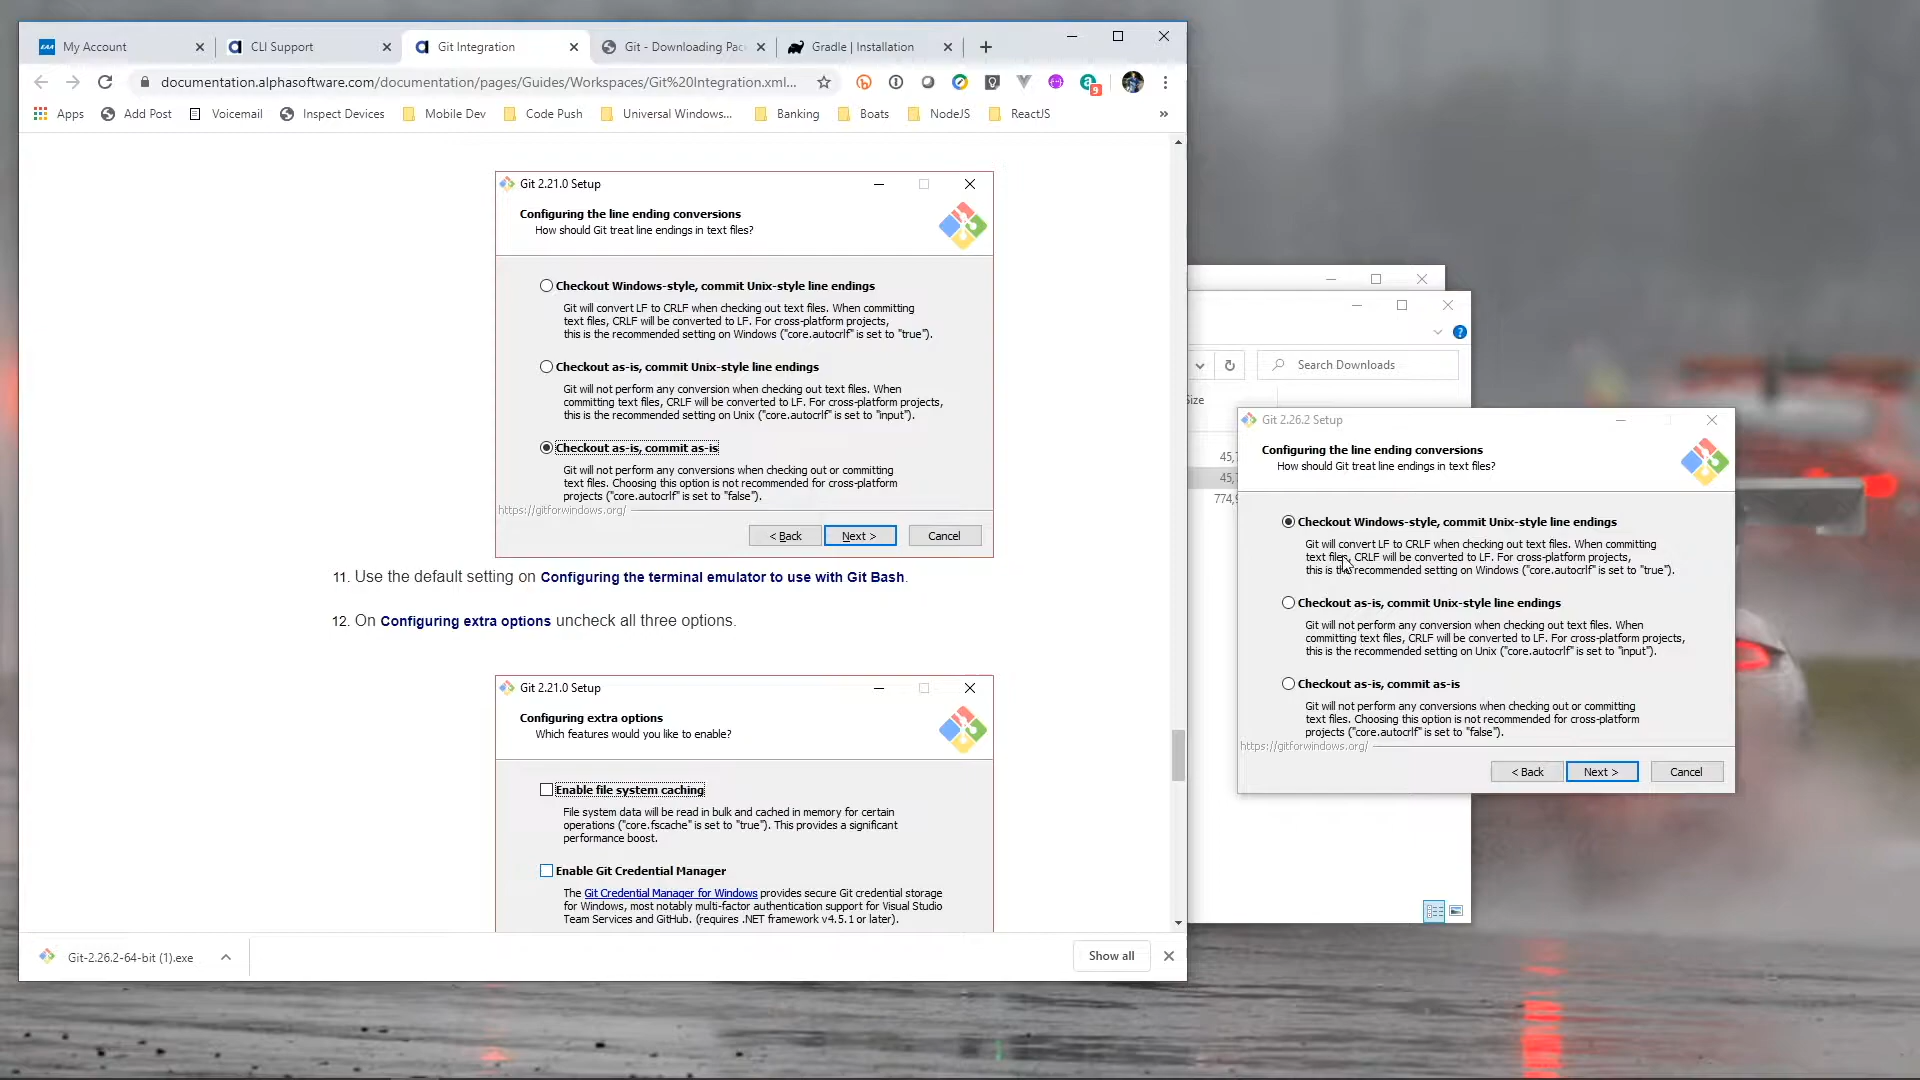 My Account
CLI Support
Git Integration
Git - Downloading Pac
Gradle | Installation
documentation.alphasoftware.com/documentation/pages/Guides/Workspaces/Git%20Integration.xml...
9
Apps
Add Post
Voicemail
Inspect Devices
Mobile Dev
Code Push
Universal Windows...
Banking
Boats
NodeJS
ReactJS
»
Git 2.21.0 Setup
Configuring the line ending conversions
How should Git treat line endings in text files?
Checkout Windows-style, commit Unix-style line endings
Git will convert LF to CRLF when checking out text files. When committing
text files, CRLF will be converted to LF. For cross-platform projects,
this is the recommended setting on Windows ("core.autocrlf" is set to "true").
Checkout as-is, commit Unix-style line endings
Git will not perform any conversion when checking out text files. When
committing text files, CRLF will be converted to LF. For cross-platform projects,
this is the recommended setting on Unix ("core.autocrlf" is set to "input").
Checkout as-is, commit as-is
Git will not perform any conversions when checking out or committing
text files. Choosing this option is not recommended for cross-platform
projects ("core.autocrlf" is set to "false").
https://gitforwindows.org/
< Back
Next >
Cancel
11. Use the default setting on Configuring the terminal emulator to use with Git Bash.
12. On Configuring extra options uncheck all three options.
Git 2.21.0 Setup
Configuring extra options
Which features would you like to enable?
Enable file system caching
File system data will be read in bulk and cached in memory for certain
operations ("core.fscache" is set to "true"). This provides a significant
performance boost.
Enable Git Credential Manager
The Git Credential Manager for Windows provides secure Git credential storage
for Windows, most notably multi-factor authentication support for Visual Studio
Team Services and GitHub. (requires .NET framework v4.5.1 or later).
Git-2.26.2-64-bit (1).exe
Show all
Search Downloads
Size
45,
45,
774,
Git 2.26.2 Setup
Configuring the line ending conversions
How should Git treat line endings in text files?
Checkout Windows-style, commit Unix-style line endings
Git will convert LF to CRLF when checking out text files. When committing
text files, CRLF will be converted to LF. For cross-platform projects,
this is the recommended setting on Windows ("core.autocrlf" is set to "true").
Checkout as-is, commit Unix-style line endings
Git will not perform any conversion when checking out text files. When
committing text files, CRLF will be converted to LF. For cross-platform projects,
this is the recommended setting on Unix ("core.autocrlf" is set to "input").
Checkout as-is, commit as-is
Git will not perform any conversions when checking out or committing
text files. Choosing this option is not recommended for cross-platform
projects ("core.autocrlf" is set to "false").
https://gitforwindows.org/
< Back
Next >
Cancel